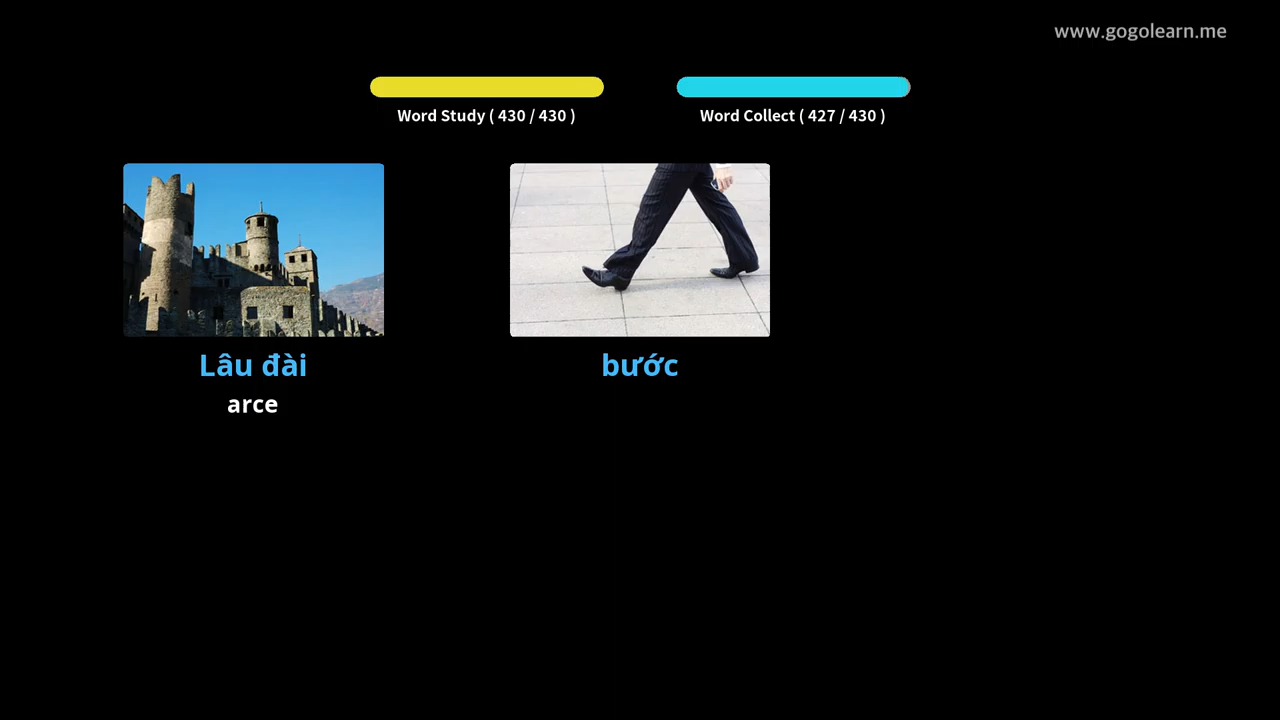 www.gogolearn.me
Word Study ( 430 / 430 )
Word Collect ( 427 / 430 )
Lâu đài
bước
arce